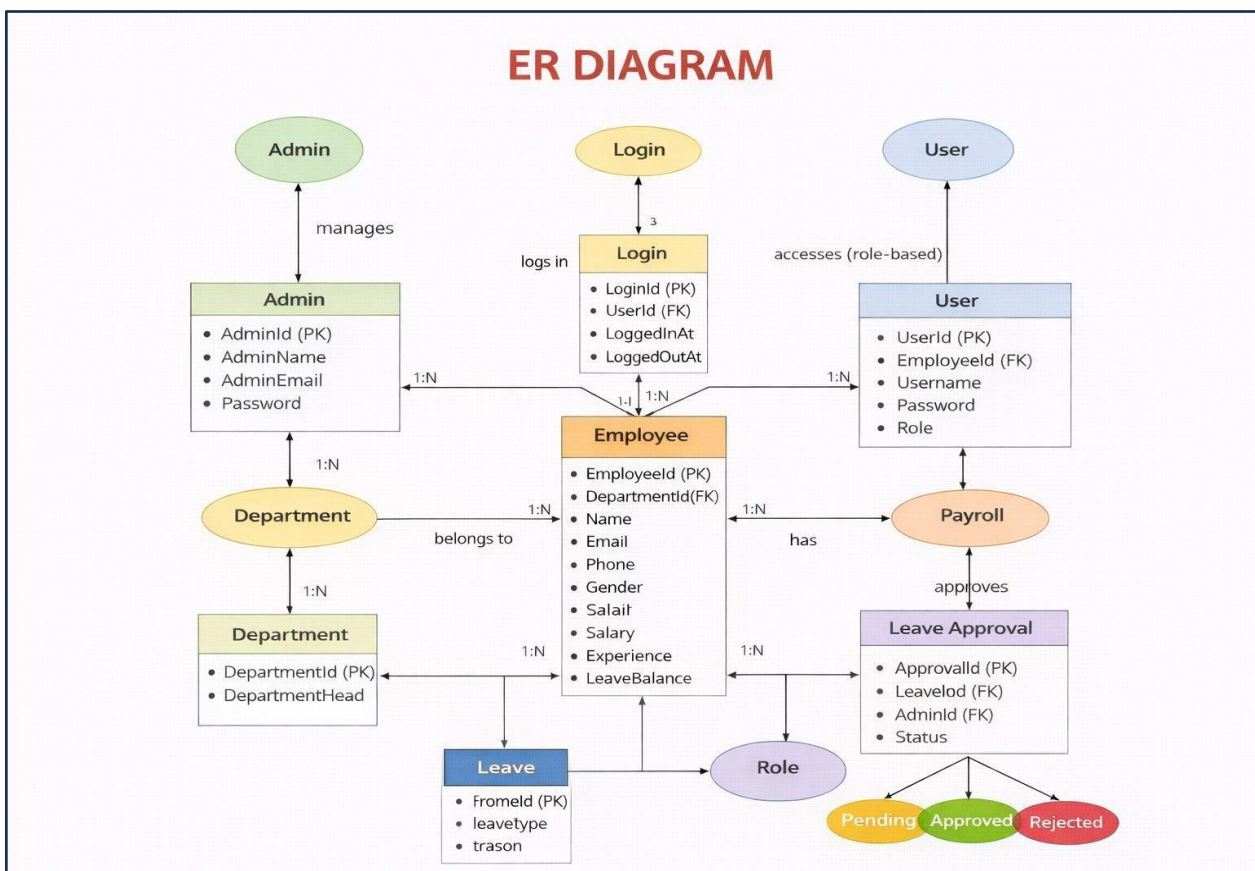 ER DIAGRAM
Admin
Login
User
manages
3
logs in
Login
LoginId (PK)
UserId (FK)
LoggedInAt
LoggedOutAt
accesses (role-based)
Admin
AdminId (PK)
AdminName
AdminEmail
Password
User
UserId (PK)
EmployeeId (FK)
Username
Password
Role
1:N
1:N
1:N
Employee
EmployeeId (PK)
DepartmentId(FK)
Name
Email
Phone
Gender
Salait
Salary
Experience
LeaveBalance
1:N
Department
belongs to
1:N
1:N
has
Payroll
1:N
approves
Department
DepartmentId (PK)
DepartmentHead
1:N
1:N
Leave Approval
ApprovalId (PK)
LeaveIod (FK)
AdninId (FK)
Status
Leave
FromeId (PK)
leavetype
trason
Role
Pending
Approved
Rejected